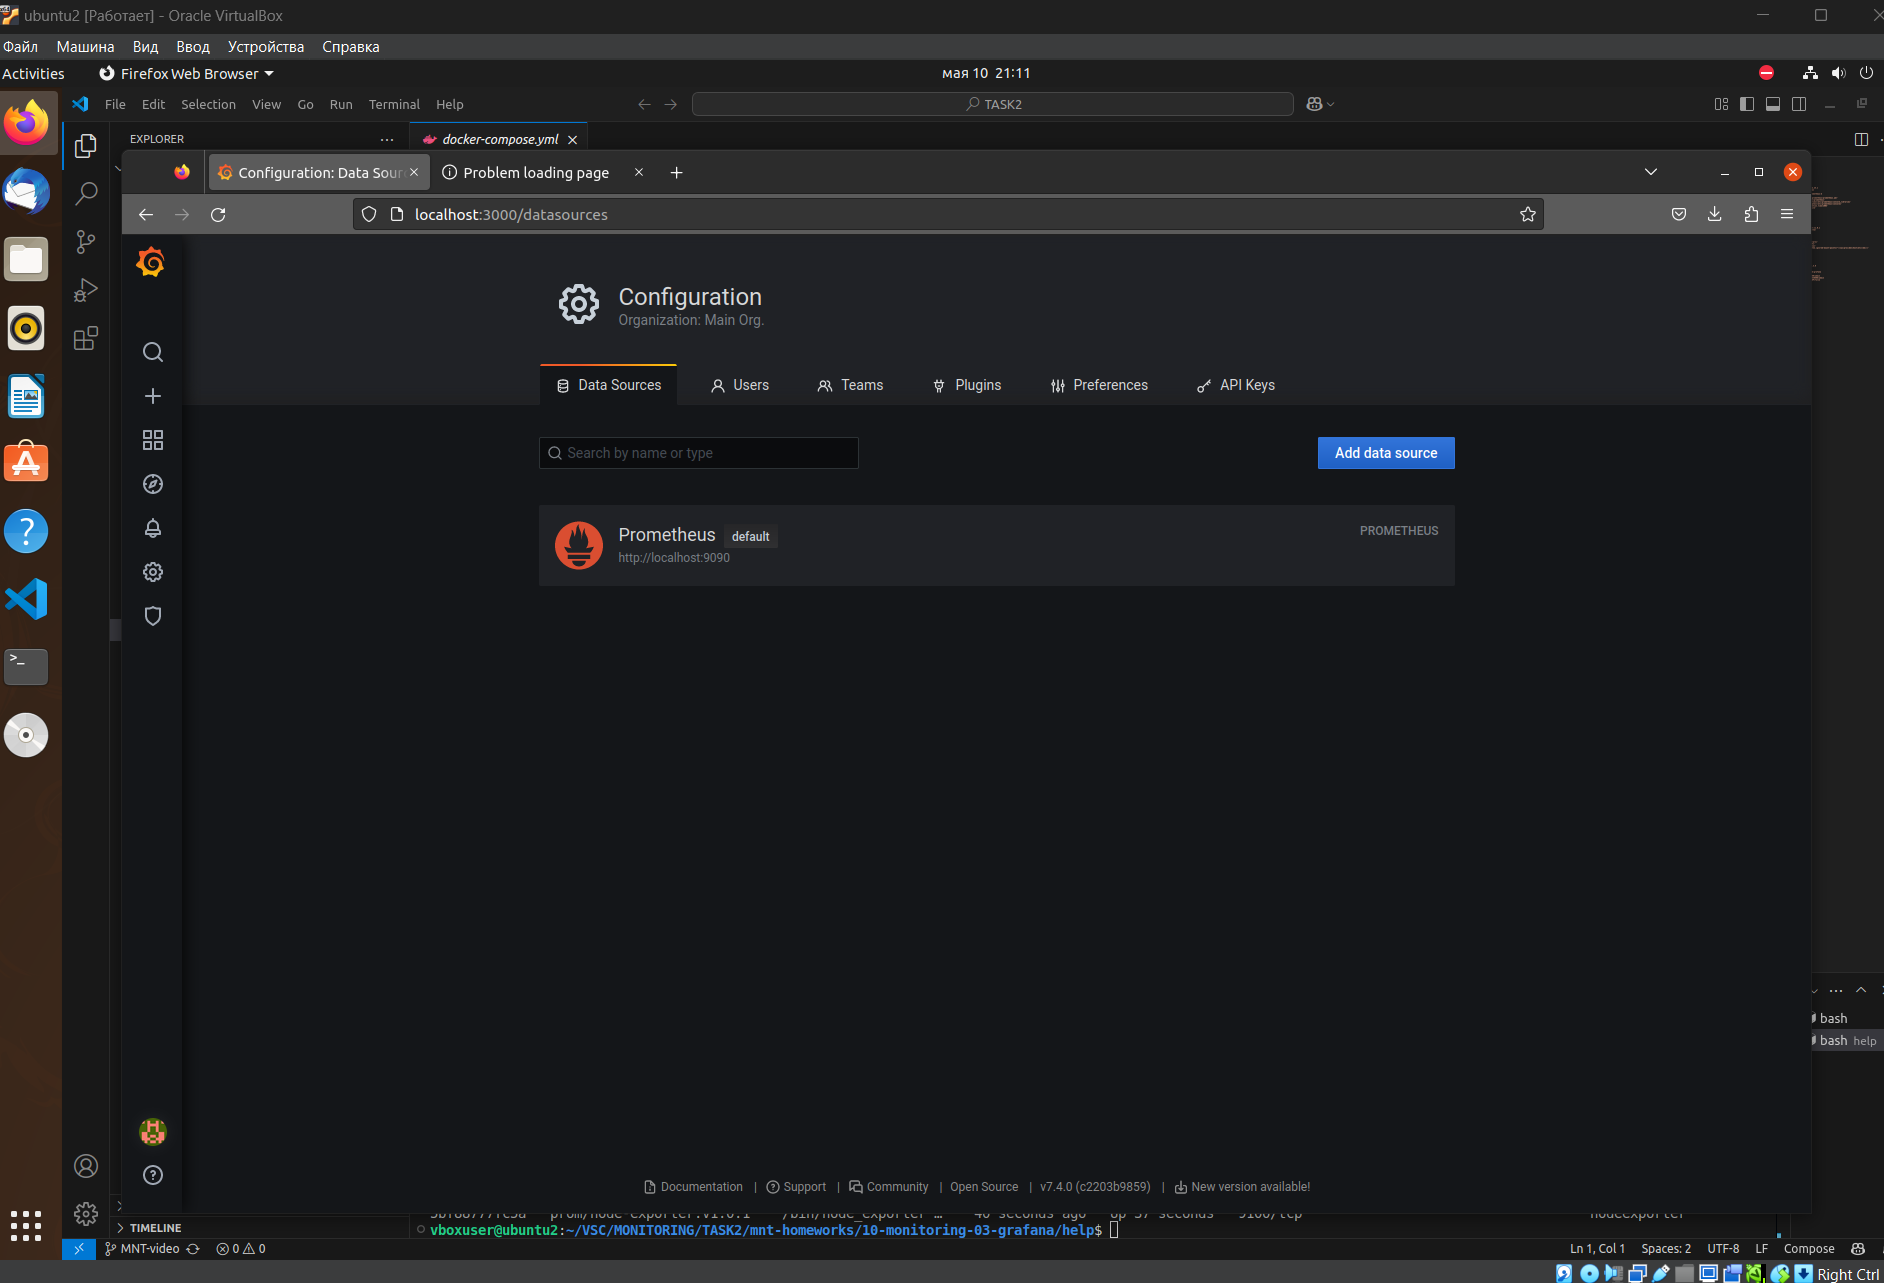 ubuntu2 [Работает] - Oracle VirtualBox
Файл Машина Вид Ввод Устройства Справка
Activities Firefox Web Browser мая 10 21:11
File Edit Selection View Go Run Terminal Help TASK2
EXPLORER ... docker-compose.yml
Configuration: Data Sour Problem loading page
localhost:3000/datasources
Configuration
Organization: Main Org.
Data Sources Users Teams Plugins Preferences API Keys
Search by name or type Add data source
Prometheus default PROMETHEUS
http://localhost:9090
bash
bash help
Documentation | Support | Community | Open Source | v7.4.0 (c2203b9859) | New version available!
TIMELINE
vboxuser@ubuntu2:~/VSC/MONITORING/TASK2/mnt-homeworks/10-monitoring-03-grafana/help$
MNT-video 0 0 Ln 1, Col 1 Spaces: 2 UTF-8 LF Compose
Right Ctrl